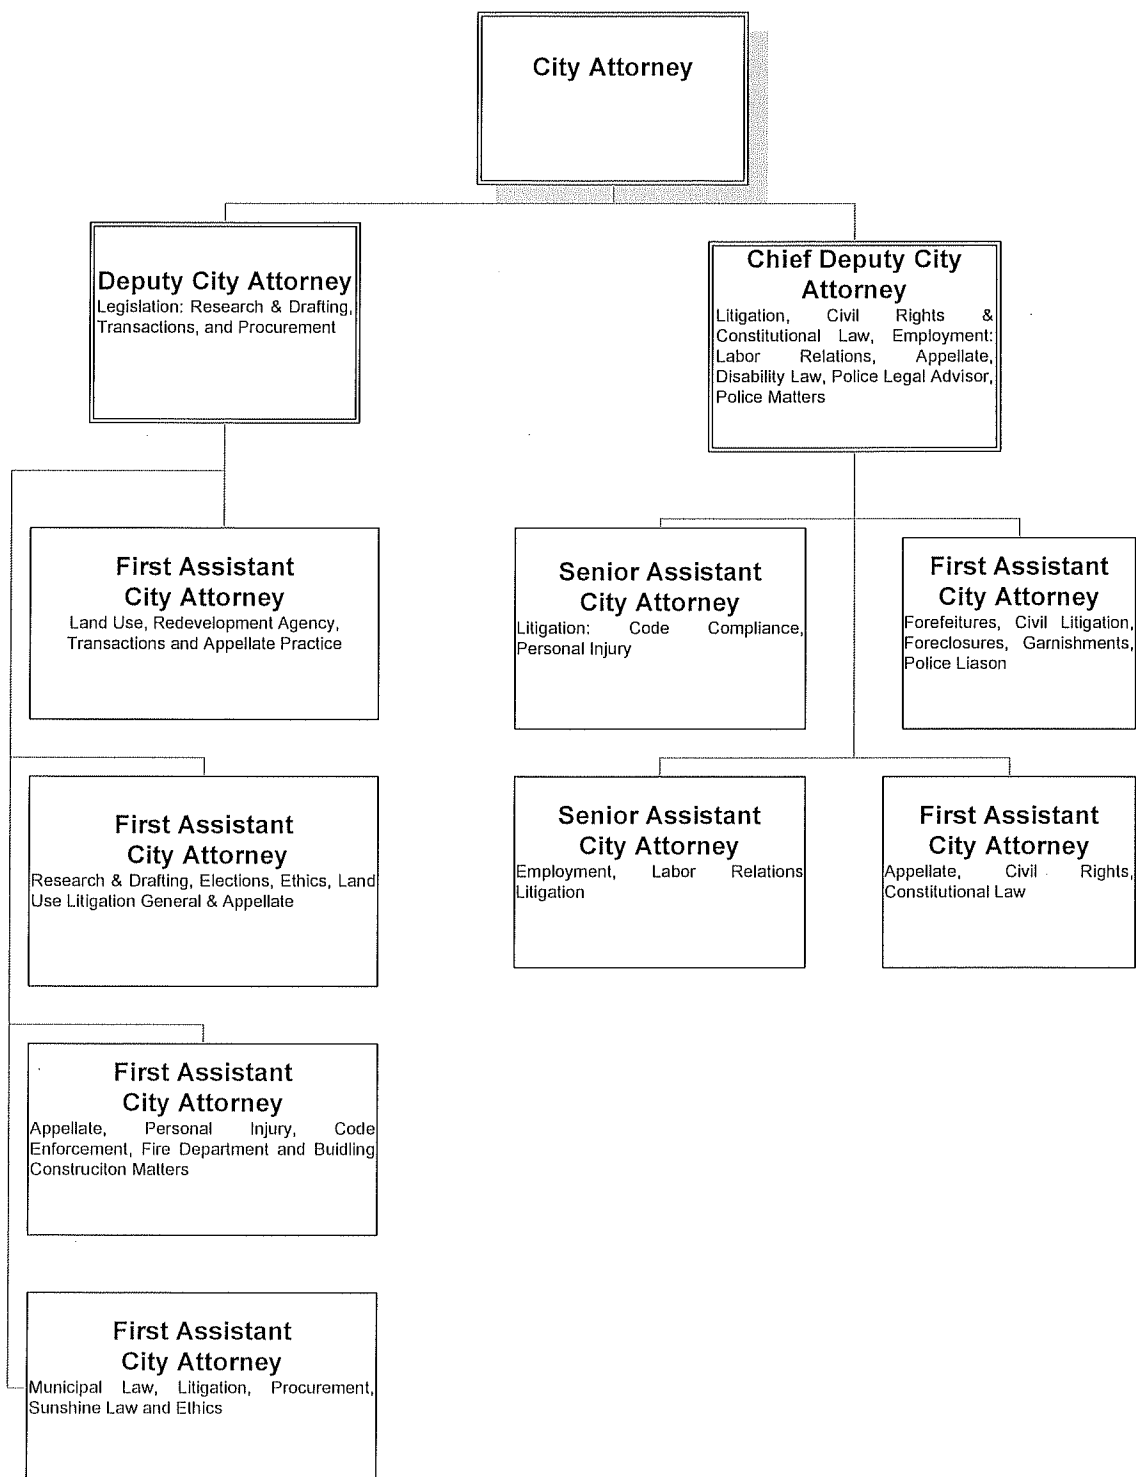 City Attorney
Deputy City Attorney
Legislation: Research & Drafting,
Transactions, and Procurement
Chief Deputy City
Attorney
Litigation, Civil Rights &
Constitutional Law, Employment:
Labor Relations, Appellate,
Disability Law, Police Legal Advisor,
Police Matters
First Assistant
City Attorney
Land Use, Redevelopment Agency,
Transactions and Appellate Practice
Senior Assistant
City Attorney
Litigation: Code Compliance,
Personal Injury
First Assistant
City Attorney
Forefeitures, Civil Litigation,
Foreclosures, Garnishments,
Police Liason
First Assistant
City Attorney
Research & Drafting, Elections, Ethics, Land
Use Litigation General & Appellate
Senior Assistant
City Attorney
Employment, Labor Relations
Litigation
First Assistant
City Attorney
Appellate, Civil Rights,
Constitutional Law
First Assistant
City Attorney
Appellate, Personal Injury, Code
Enforcement, Fire Department and Buidling
Construciton Matters
First Assistant
City Attorney
Municipal Law, Litigation, Procurement,
Sunshine Law and Ethics